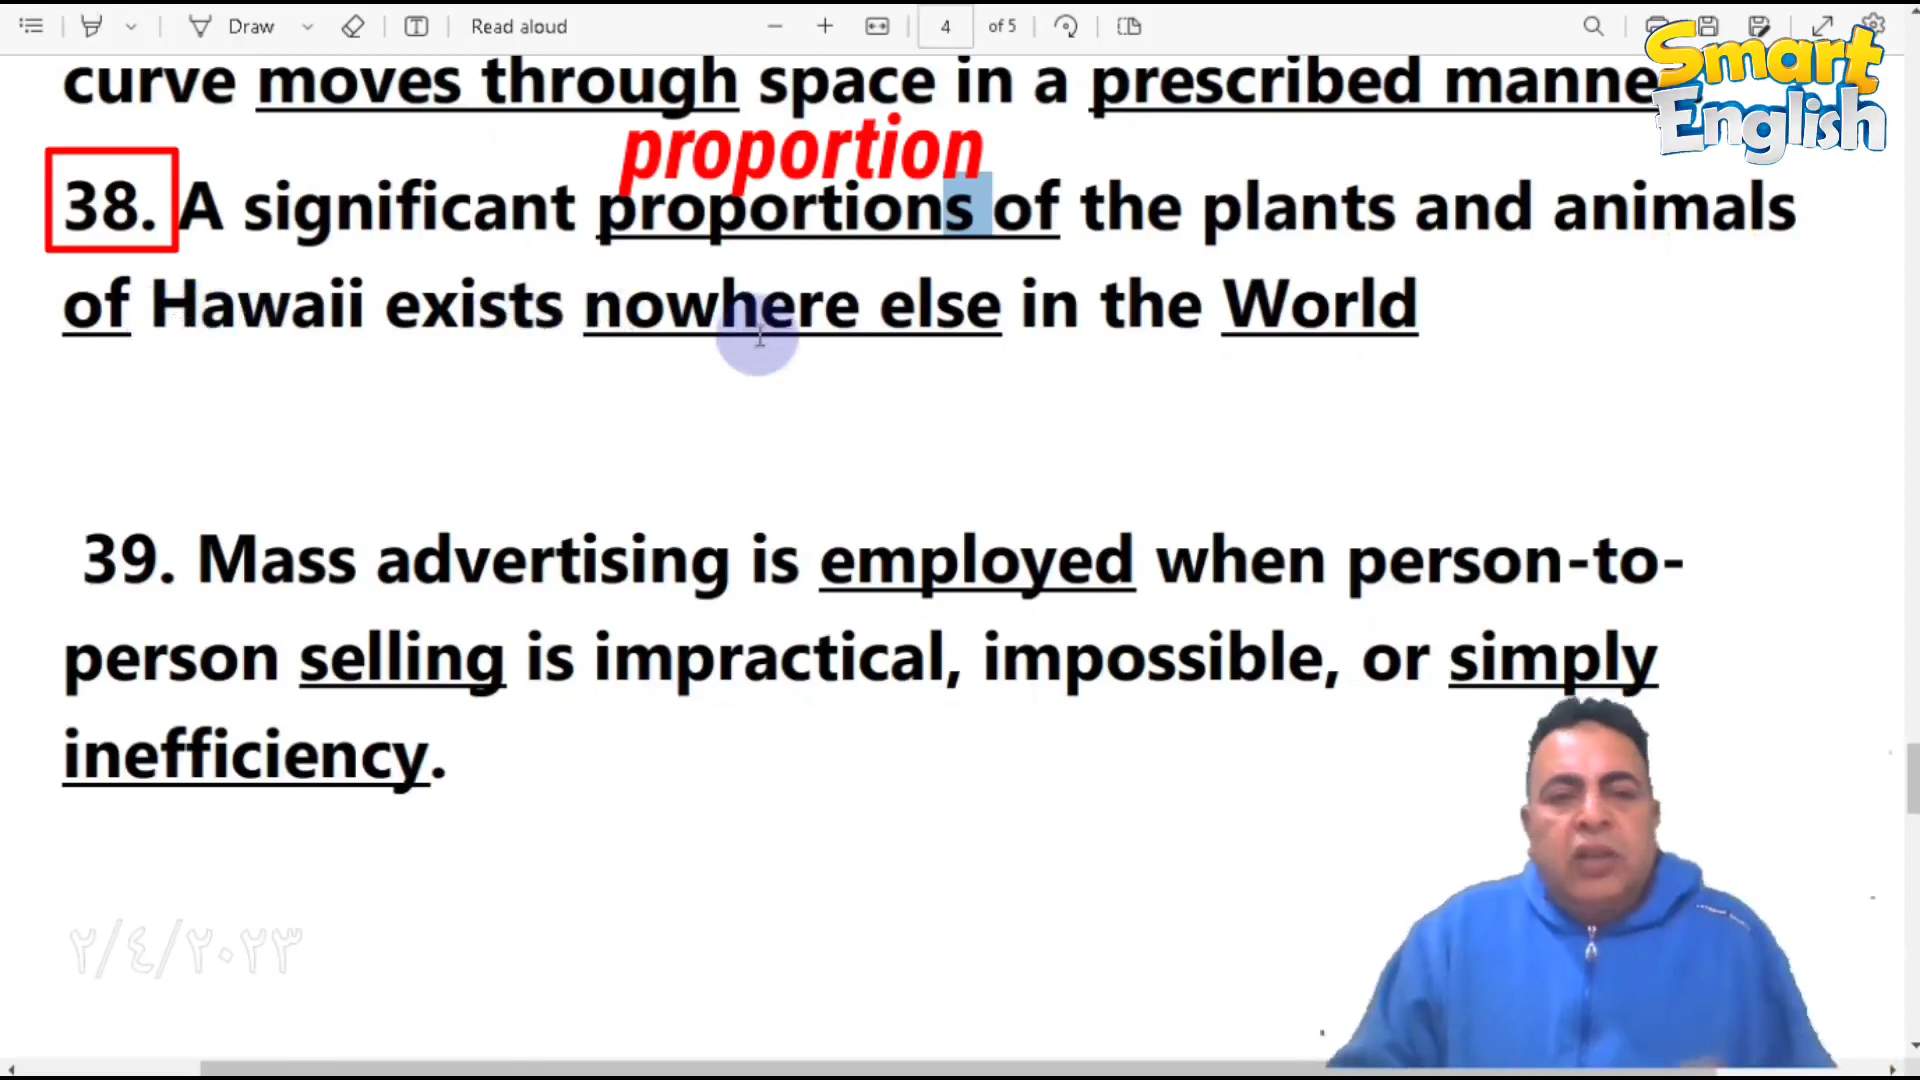 Draw
Read aloud
4
of 5
Smart
English
curve moves through space in a prescribed manne
proportion
38. A significant proportions of the plants and animals
of Hawaii exists nowhere else in the World
39. Mass advertising is employed when person-to-
person selling is impractical, impossible, or simply
inefficiency.
٢/٤/٢٠٢٣